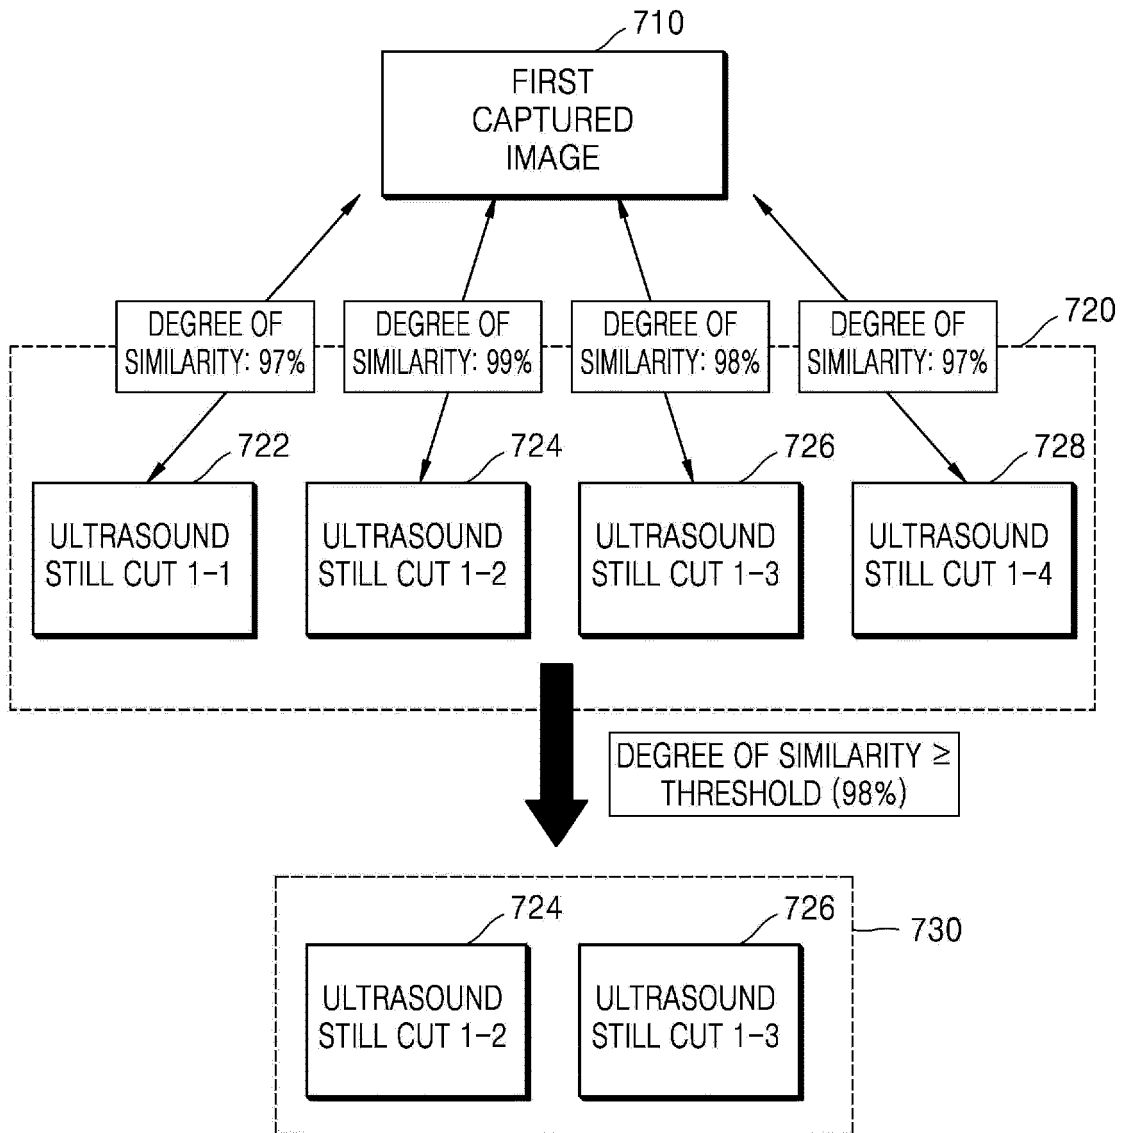 710
FIRST
CAPTURED
IMAGE
720
DEGREE OF
SIMILARITY: 97%
DEGREE OF
SIMILARITY: 99%
DEGREE OF
SIMILARITY: 98%
DEGREE OF
SIMILARITY: 97%
722
724
726
728
ULTRASOUND
STILL CUT 1-1
ULTRASOUND
STILL CUT 1-2
ULTRASOUND
STILL CUT 1-3
ULTRASOUND
STILL CUT 1-4
DEGREE OF SIMILARITY ≥
THRESHOLD (98%)
724
726
730
ULTRASOUND
STILL CUT 1-2
ULTRASOUND
STILL CUT 1-3